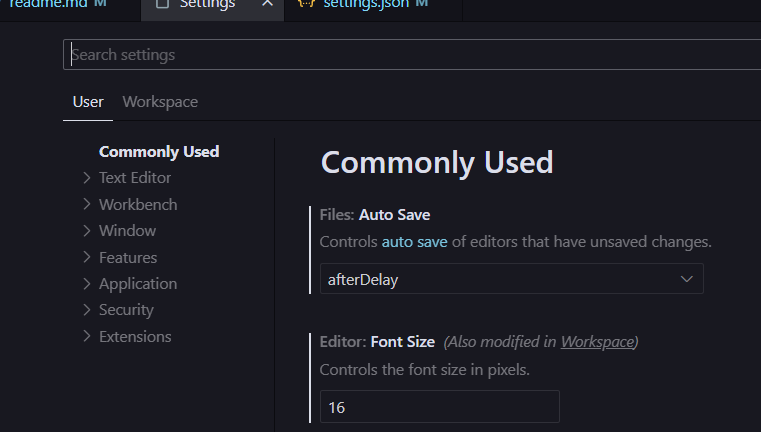 readme.md M Settings settings.json M
Search settings
User Workspace
Commonly Used
Text Editor
Workbench
Window
Features
Application
Security
Extensions
Commonly Used
Files: Auto Save
Controls auto save of editors that have unsaved changes.
afterDelay
Editor: Font Size (Also modified in Workspace)
Controls the font size in pixels.
16